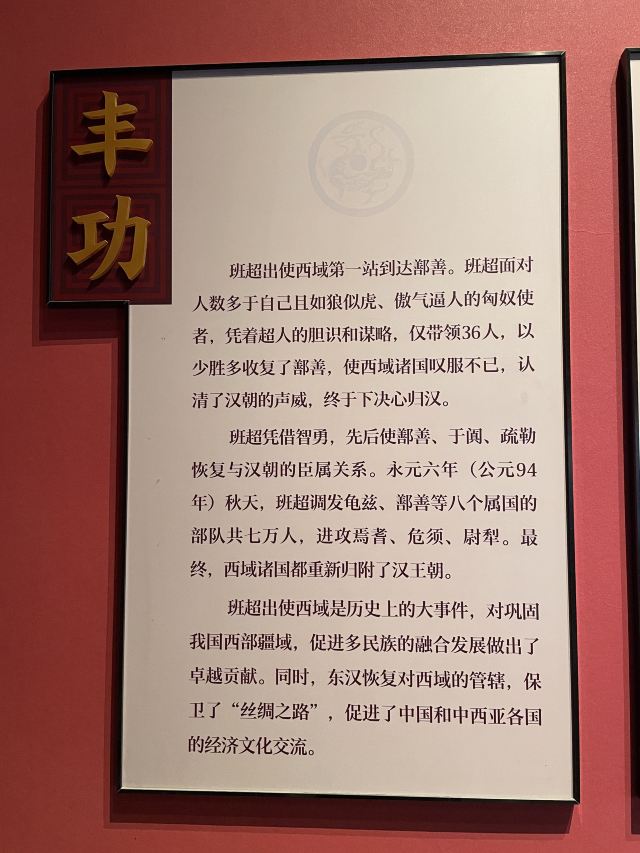 丰
功
班超出使西域第一站到达鄯善。班超面对
人数多于自己且如狼似虎、傲气逼人的匈奴使
者，凭着超人的胆识和谋略，仅带领36人，以
少胜多收复了鄯善，使西域诸国叹服不已，认
清了汉朝的声威，终于下决心归汉。
班超凭借智勇，先后使鄯善、于阗、疏勒
恢复与汉朝的臣属关系。永元六年（公元94
年）秋天，班超调发龟兹、鄯善等八个属国的
部队共七万人，进攻焉耆、危须、尉犁。最
终，西域诸国都重新归附了汉王朝。
班超出使西域是历史上的大事件，对巩固
我国西部疆域，促进多民族的融合发展做出了
卓越贡献。同时，东汉恢复对西域的管辖，保
卫了“丝绸之路”，促进了中国和中西亚各国
的经济文化交流。